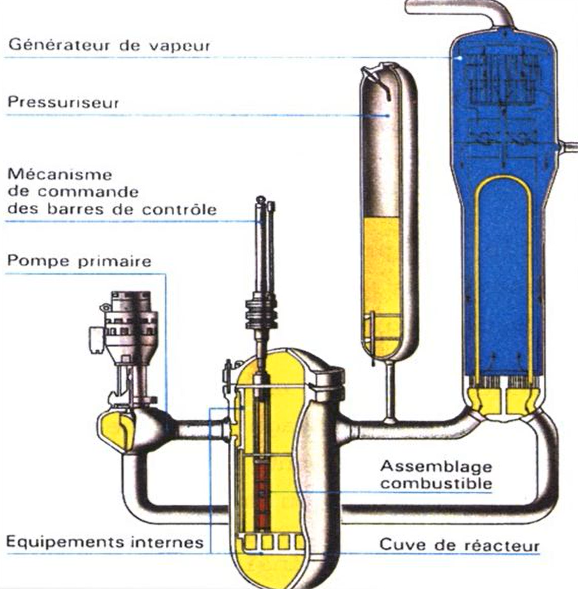 Générateur de vapeur
Pressuriseur
Mécanisme
de commande
des barres de contrôle
Pompe primaire
Assemblage
combustible
Equipements internes
Cuve de réacteur